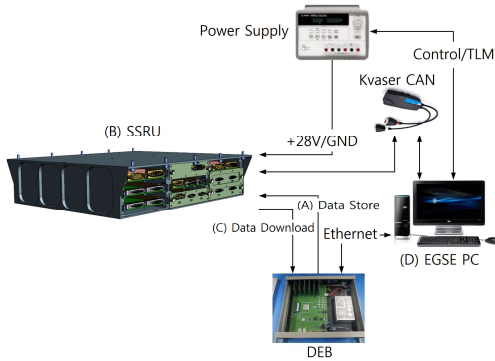 Power Supply
Control/TLM
Kvaser CAN
(B) SSRU
+28V/GND
(A) Data Store
(C) Data Download
Ethernet
(D) EGSE PC
DEB